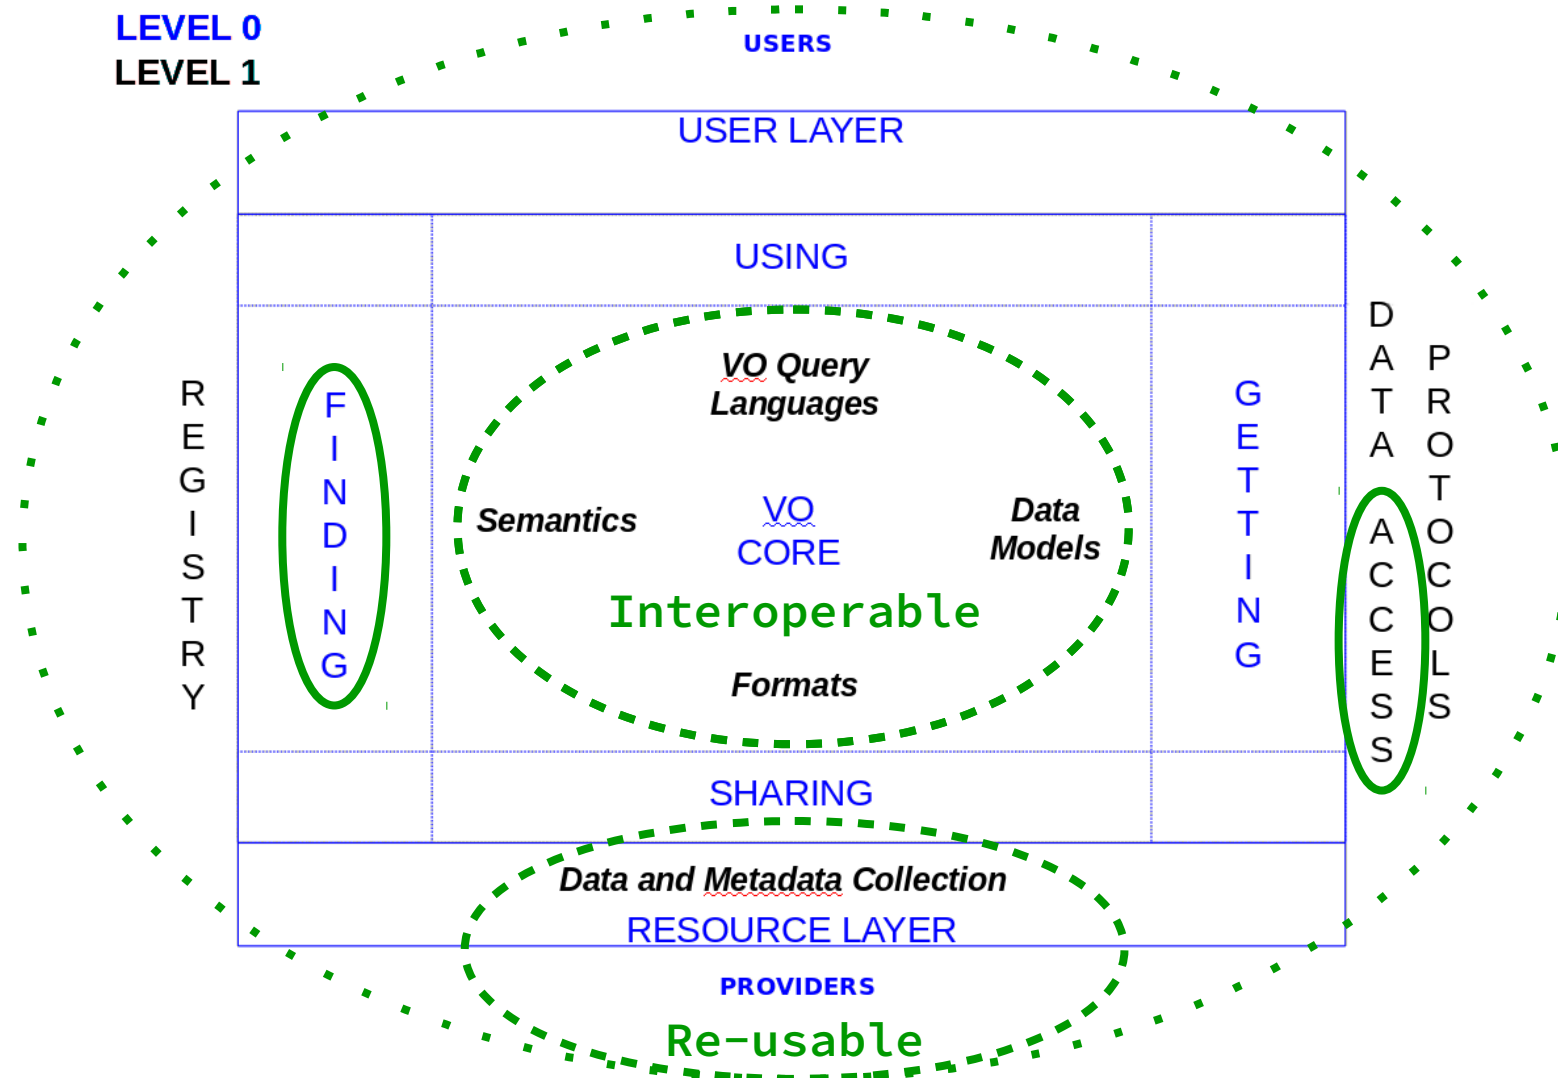 LEVEL 0
LEVEL 1
USERS
USER LAYER
USING
REGISTRY
FINDING
VO Query
Languages
Semantics
VO
CORE
Data
Models
Interoperable
Formats
GETTING
DATA ACCESS
PROTOCOLS
SHARING
Data and Metadata Collection
RESOURCE LAYER
PROVIDERS
Re-usable